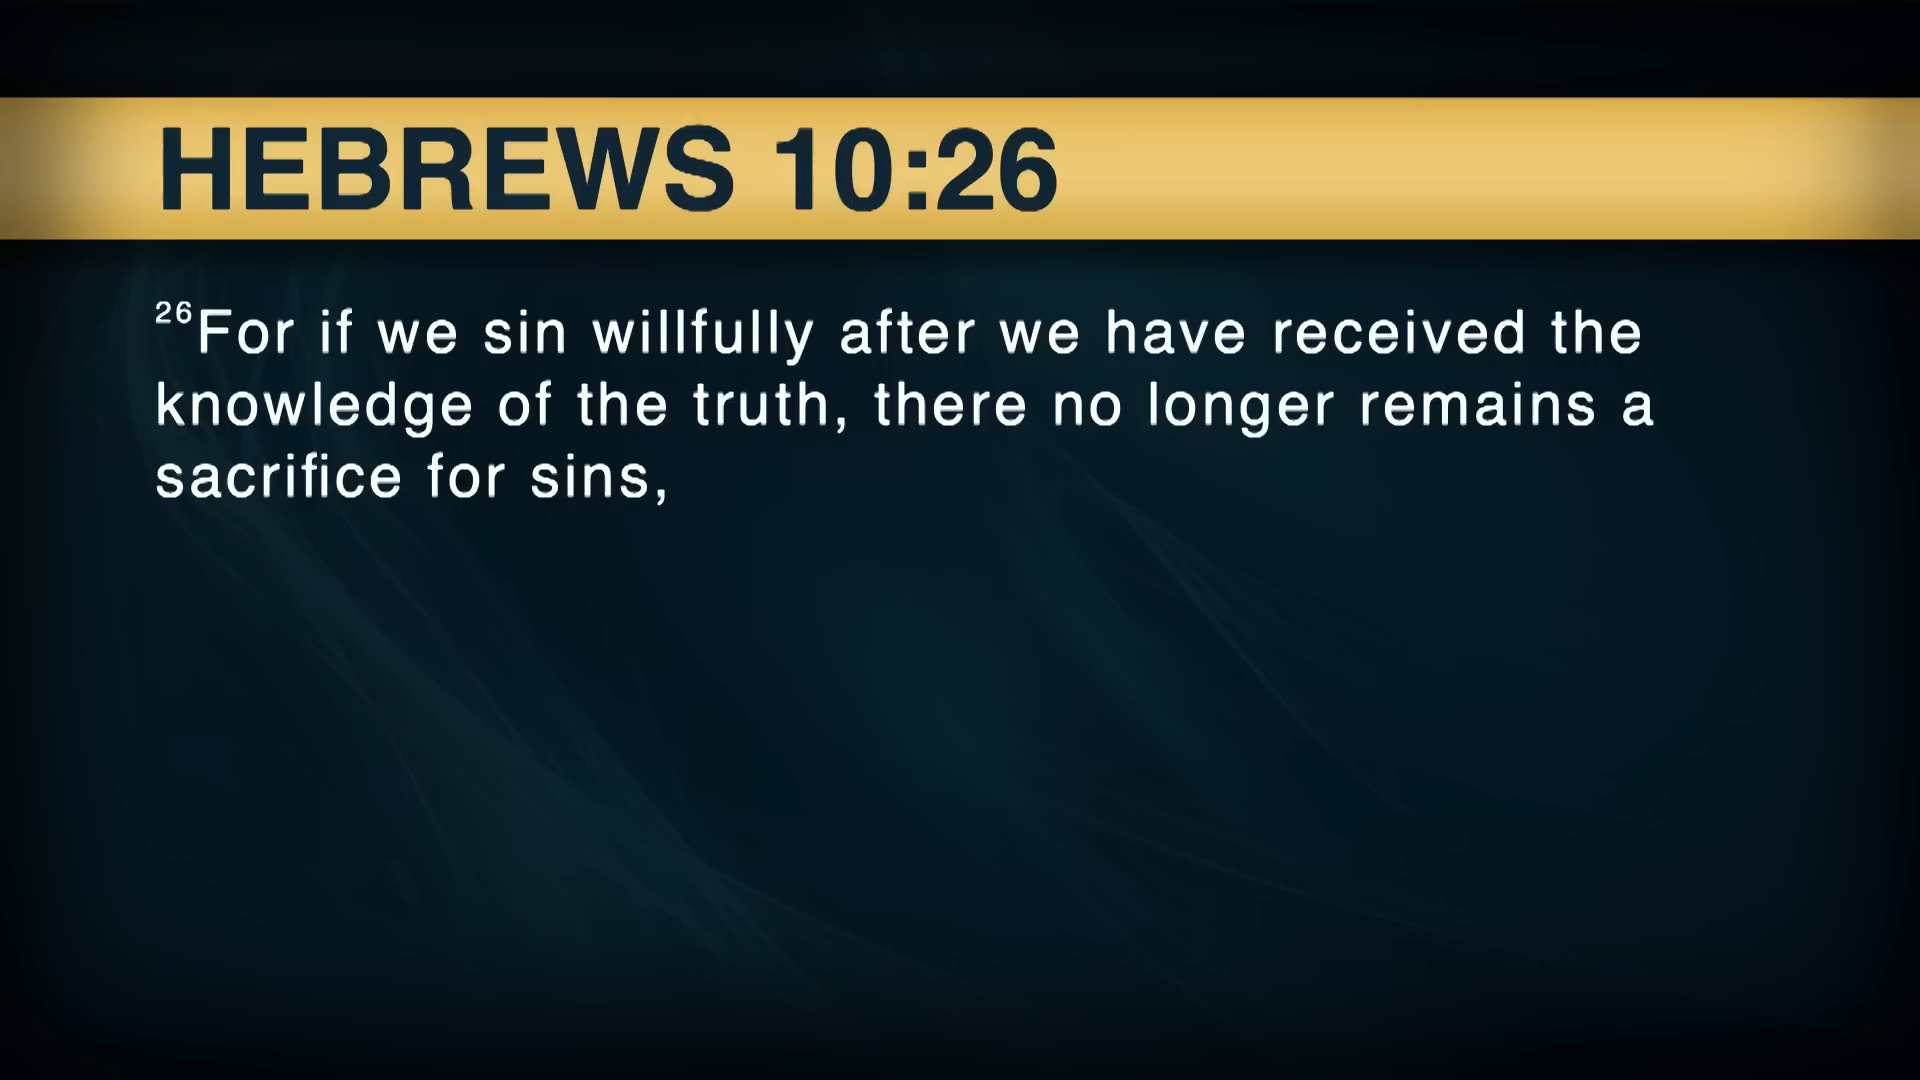 HEBREWS 10:26
26For if we sin willfully after we have received the
knowledge of the truth, there no longer remains a
sacrifice for sins,